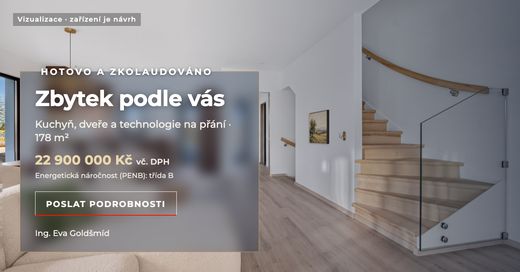 Vizualizace · zařízení je návrh
HOTOVO A ZKOLAUDOVÁNO
Zbytek podle vás
Kuchyň, dveře a technologie na přání ·
178 m²
22 900 000 Kč vč. DPH
Energetická náročnost (PENB): třída B
POSLAT PODROBNOSTI
Ing. Eva Goldšmíd